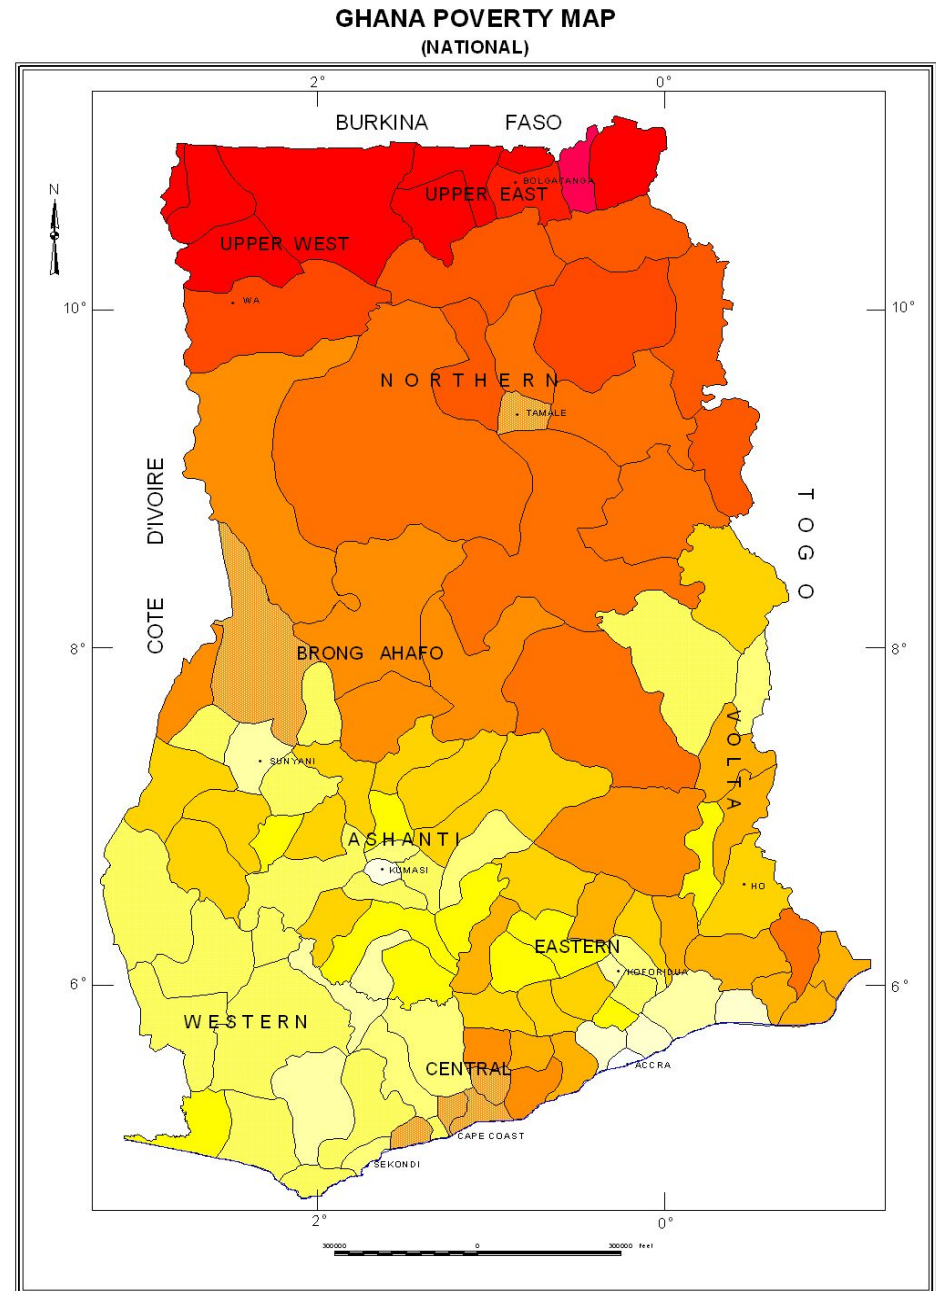 GHANA POVERTY MAP
(NATIONAL)
2° 0°
BURKINA FASO
N
BOLGATANGA
UPPER EAST
UPPER WEST
WA
10° 10°
NORTHERN
TAMALE
COTE D'IVOIRE
TOGO
8° 8°
BRONG AHAFO
VOLTA
SUNYANI
ASHANTI
KUMASI
HO
EASTERN
KOFORIDUA
6° 6°
WESTERN
CENTRAL
ACCRA
CAPE COAST
SEKONDI
2° 0°
300000 0 300000 feet